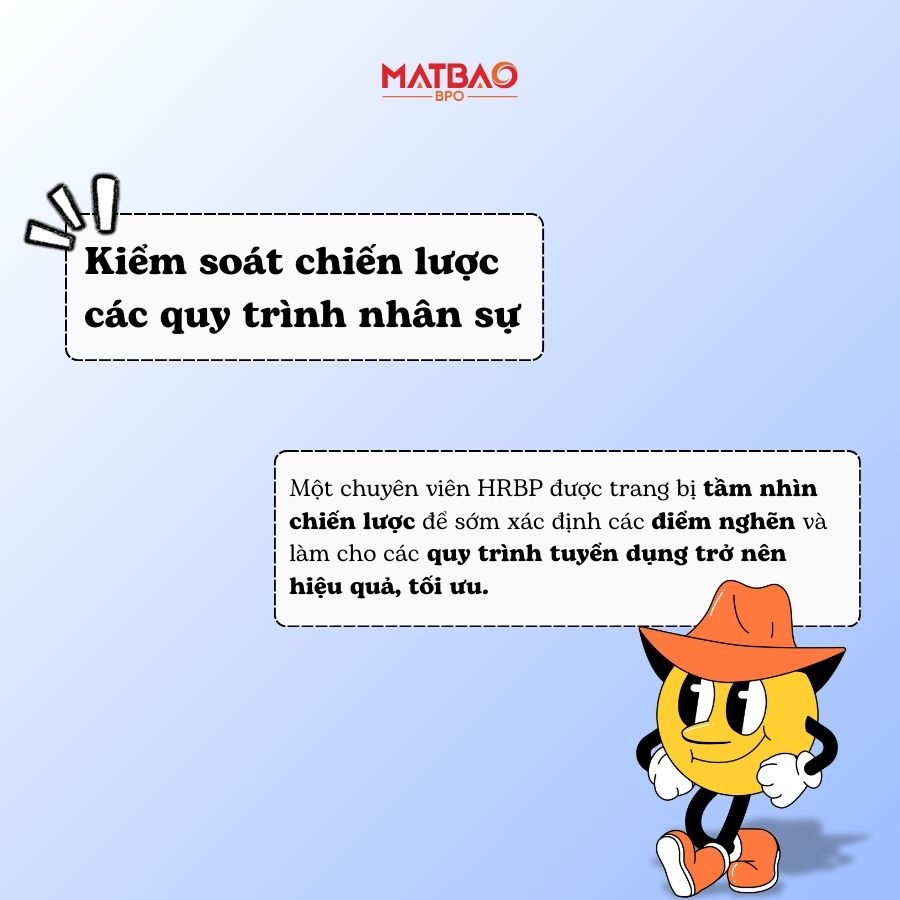 MATBAO
BPO
Kiểm soát chiến lược
các quy trình nhân sự
Một chuyên viên HRBP được trang bị tầm nhìn
chiến lược để sớm xác định các điểm nghẽn và
làm cho các quy trình tuyển dụng trở nên
hiệu quả, tối ưu.